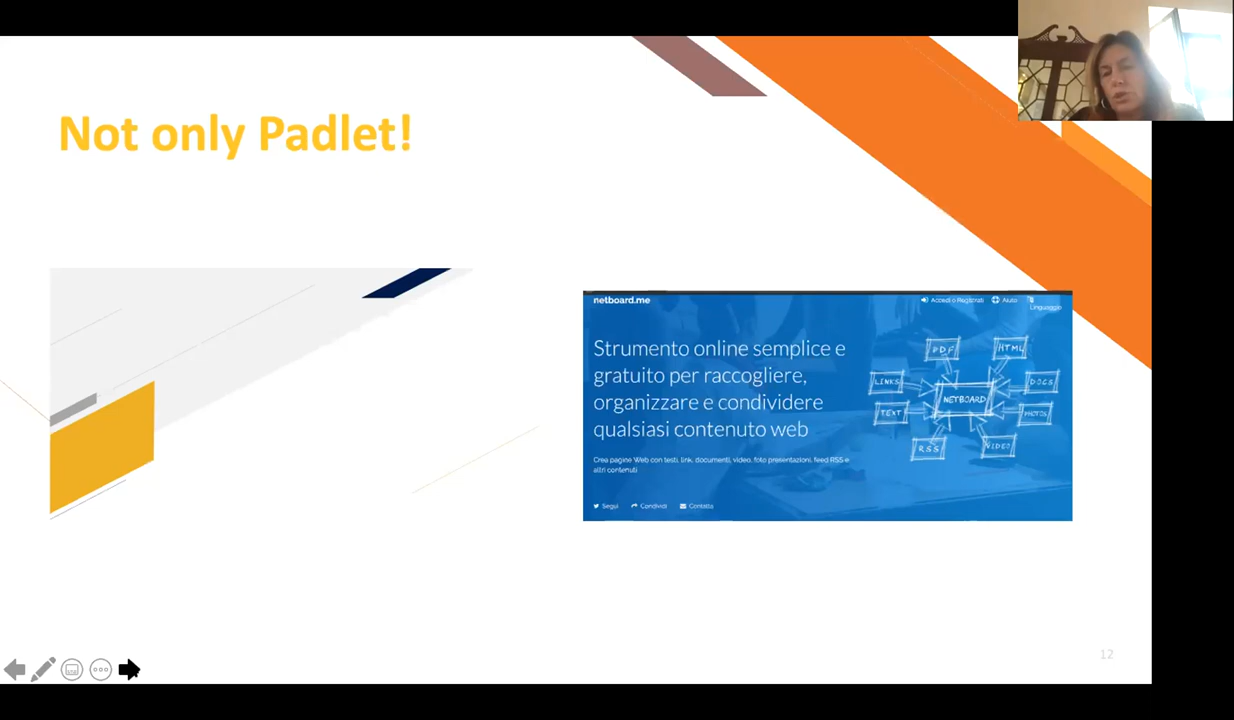 Not only Padlet!
netboard.me
Accedi o Registrati
Aiuto
Linguaggio
Strumento online semplice e
gratuito per raccogliere,
organizzare e condividere
qualsiasi contenuto web
Crea pagine Web con testi, link, documenti, video, foto presentazioni, feed RSS e
altri contenuti
Segui
Condividi
Contatta
PDF
HTML
LINKS
DOCS
NETBOARD
TEXT
PHOTOS
RSS
VIDEO
12